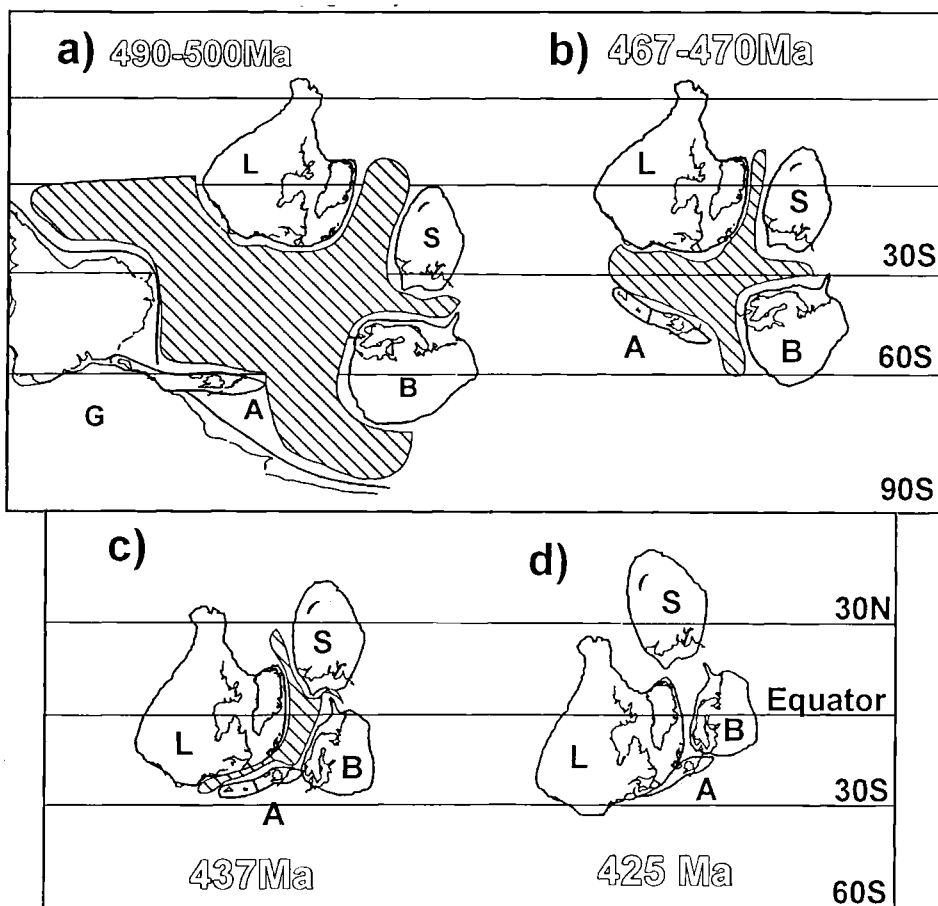 a) 490-500Ma
b) 467-470Ma
L
S
B
A
G
L
S
B
A
30S
60S
90S
c)
d)
L
S
B
A
L
S
B
A
30N
Equator
30S
60S
437Ma
425 Ma